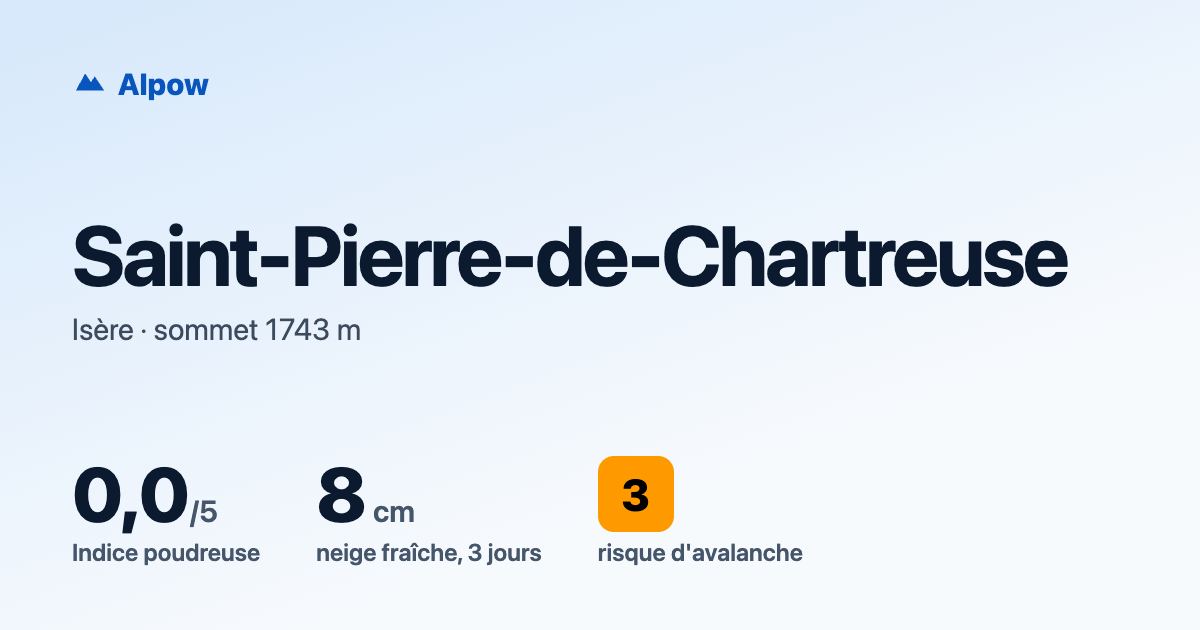 Alpow
Saint-Pierre-de-Chartreuse
Isère · sommet 1743 m
0,0/5
Indice poudreuse
8 cm
neige fraîche, 3 jours
3
risque d'avalanche